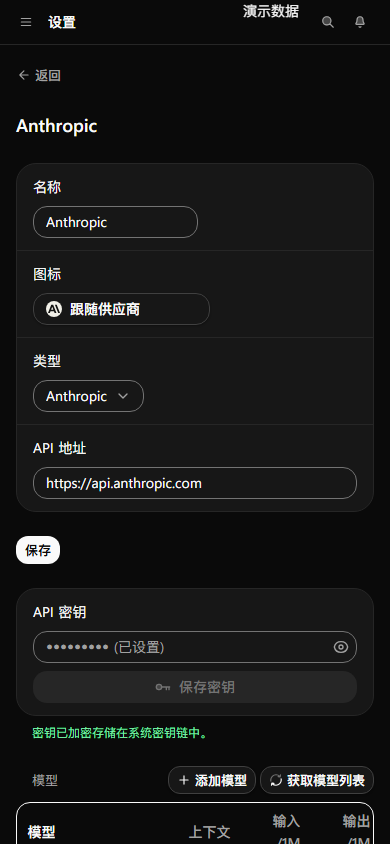 设置
演示数据
返回
Anthropic
名称
Anthropic
图标
跟随供应商
类型
Anthropic
API 地址
https://api.anthropic.com
保存
API 密钥
••••••••• (已设置)
保存密钥
密钥已加密存储在系统密钥链中。
模型
添加模型
获取模型列表
模型 上下文 输入 输出
/1M /1M